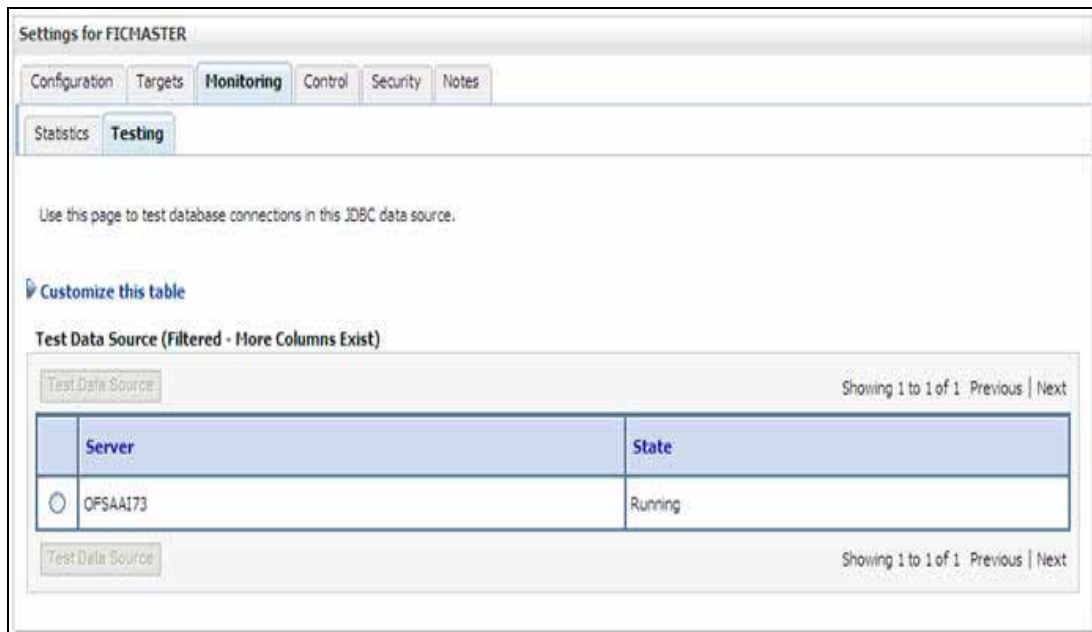 Settings for FICMASTER
Configuration Targets Monitoring Control Security Notes
Statistics Testing
Use this page to test database connections in this JDBC data source.
Customize this table
Test Data Source (Filtered - More Columns Exist)
Test Data Source Showing 1 to 1 of 1 Previous | Next
Server State
OFSAAI73 Running
Test Data Source Showing 1 to 1 of 1 Previous | Next